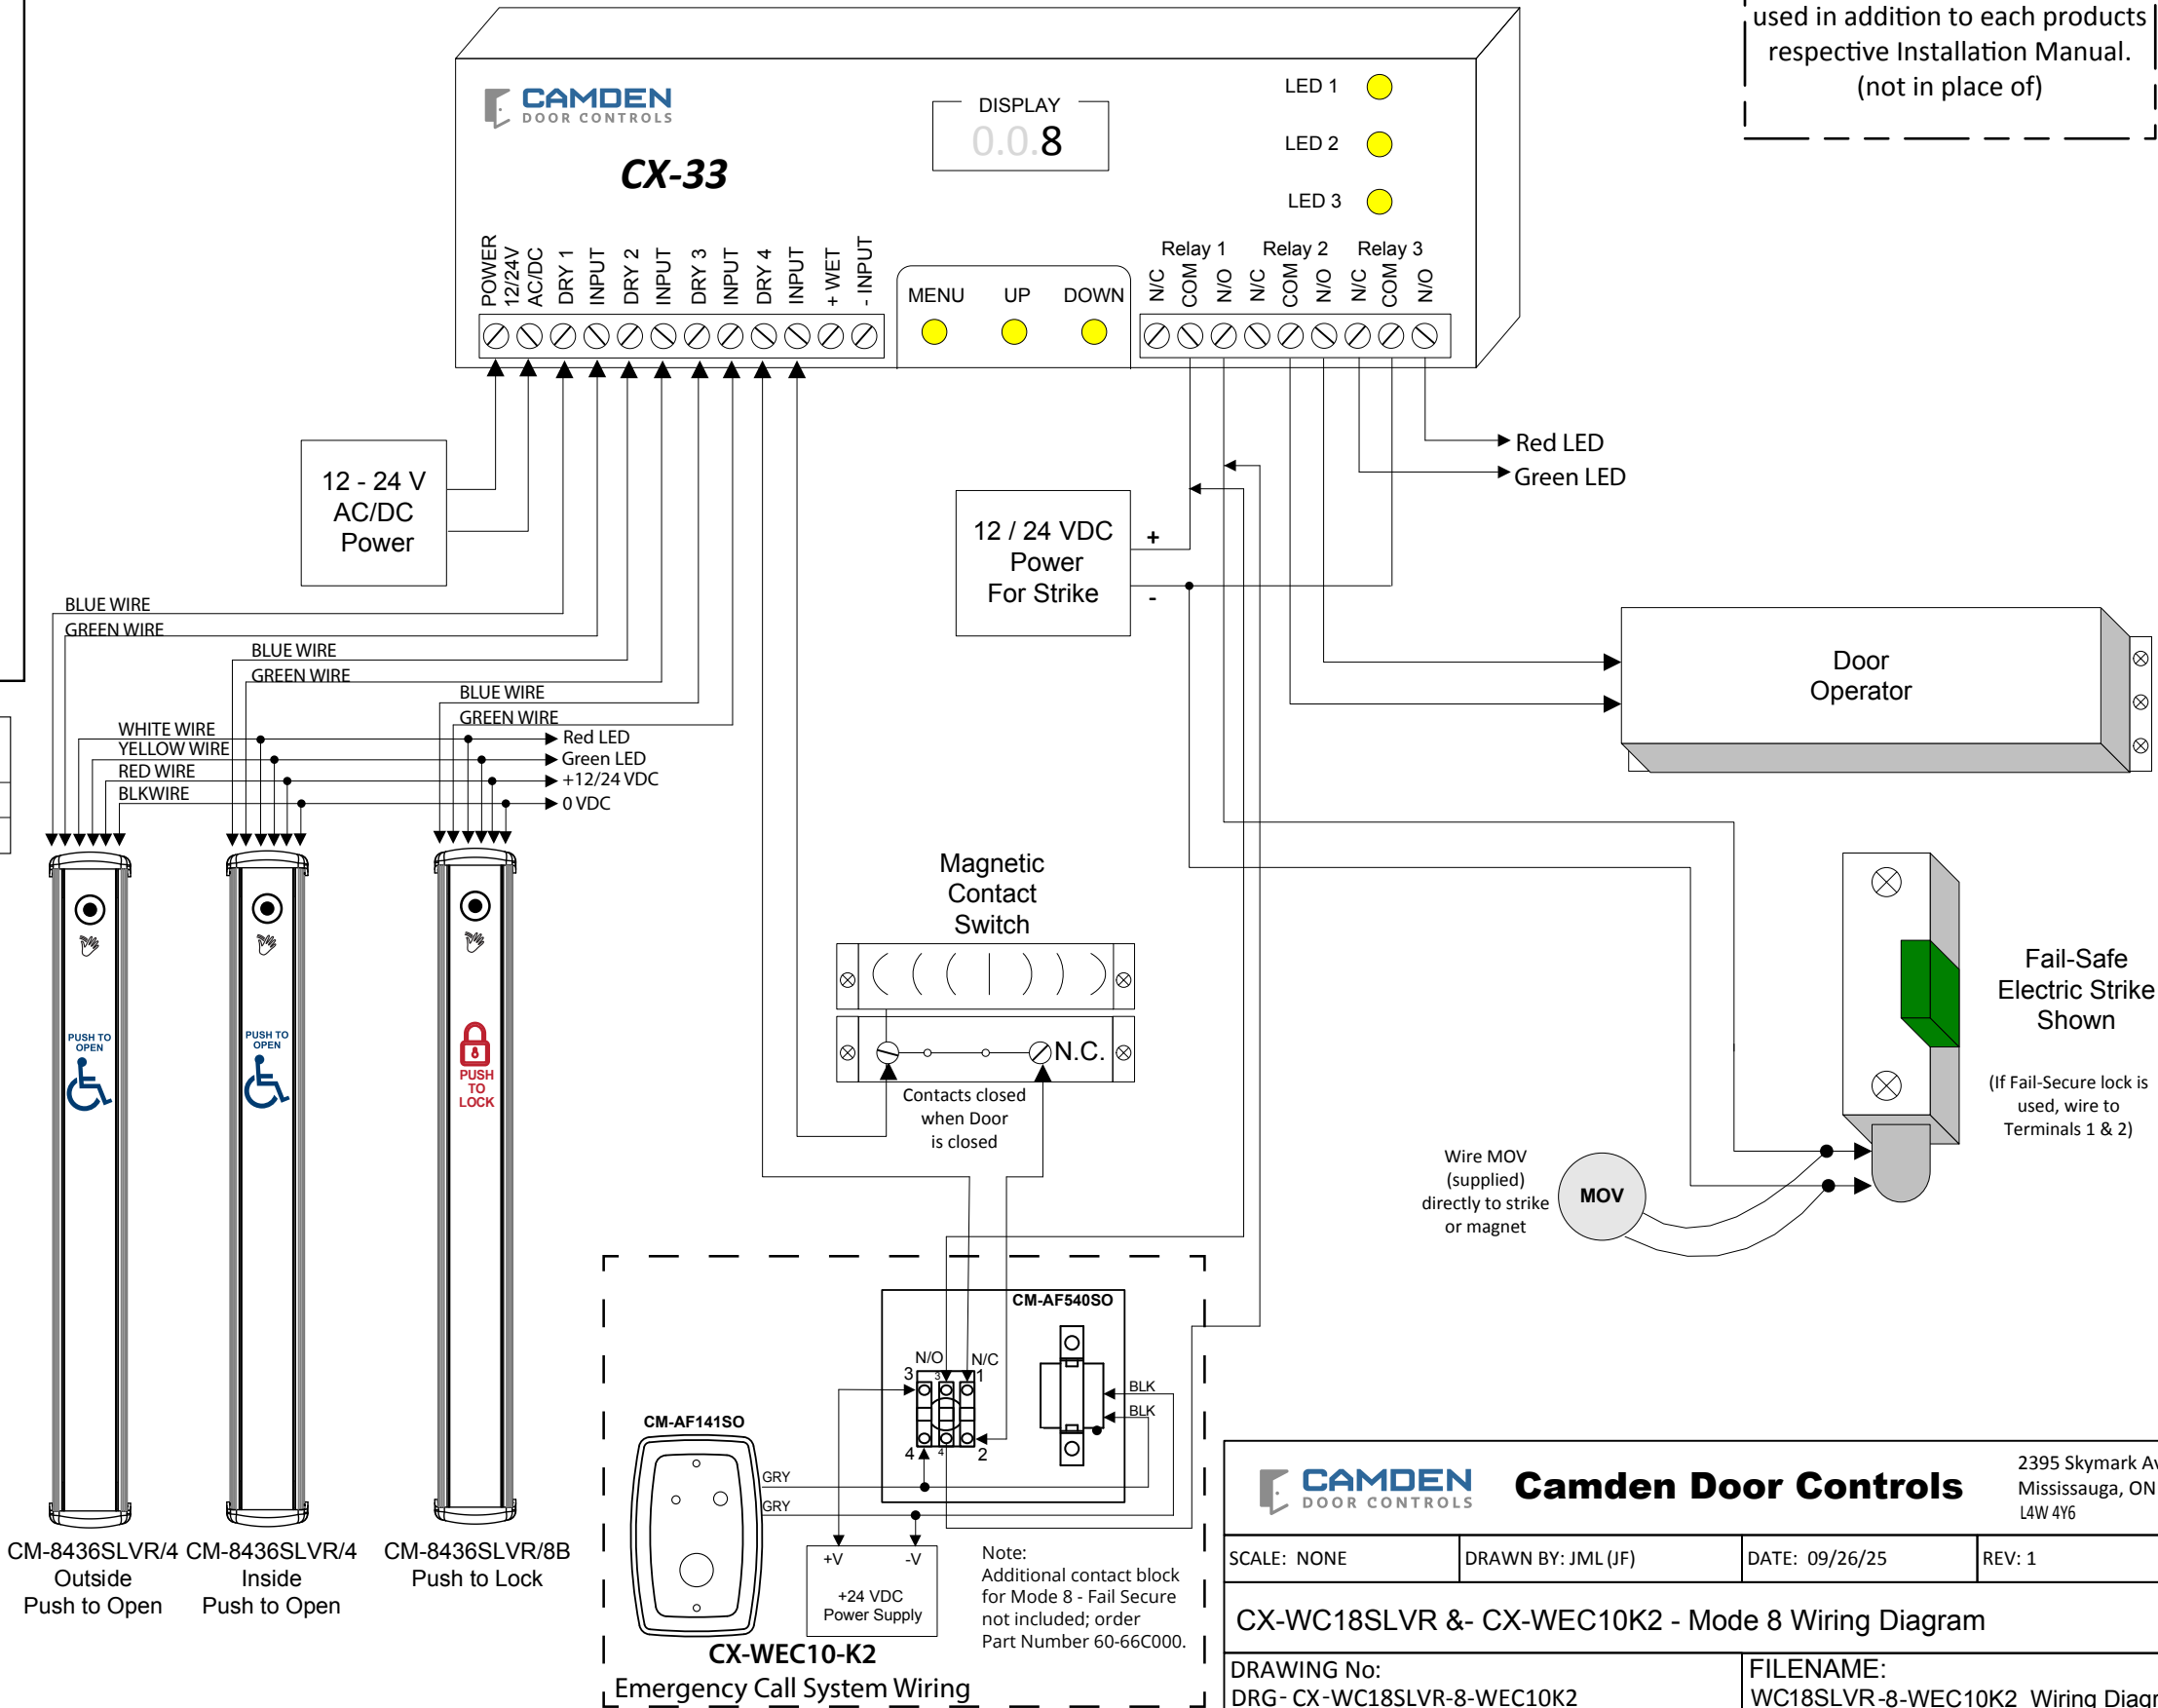 used in addition to each products
respective Installation Manual.
(not in place of)
CAMDEN
DOOR CONTROLS
CX-33
DISPLAY
0.0.8
LED 1
LED 2
LED 3
POWER
12/24V
AC/DC
DRY 1
INPUT
DRY 2
INPUT
DRY 3
INPUT
DRY 4
INPUT
+ WET
- INPUT
MENU UP DOWN
Relay 1 Relay 2 Relay 3
N/C
COM
N/O
N/C
COM
N/O
N/C
COM
N/O
Red LED
Green LED
12 - 24 V
AC/DC
Power
12 / 24 VDC
Power
For Strike
+
-
BLUE WIRE
GREEN WIRE
BLUE WIRE
GREEN WIRE
BLUE WIRE
GREEN WIRE
WHITE WIRE
YELLOW WIRE
RED WIRE
BLKWIRE
Red LED
Green LED
+12/24 VDC
0 VDC
Door
Operator
Magnetic
Contact
Switch
N.C.
Contacts closed
when Door
is closed
Fail-Safe
Electric Strike
Shown
(If Fail-Secure lock is
used, wire to
Terminals 1 & 2)
Wire MOV
(supplied)
directly to strike
or magnet
MOV
PUSH TO
OPEN
PUSH TO
OPEN
PUSH
TO
LOCK
CM-8436SLVR/4
Outside
Push to Open
CM-8436SLVR/4
Inside
Push to Open
CM-8436SLVR/8B
Push to Lock
CM-AF540SO
N/O
N/C
3
3
1
4
4
2
BLK
BLK
CM-AF141SO
GRY
GRY
+V
-V
+24 VDC
Power Supply
Note:
Additional contact block
for Mode 8 - Fail Secure
not included; order
Part Number 60-66C000.
CX-WEC10-K2
Emergency Call System Wiring
CAMDEN
DOOR CONTROLS
Camden Door Controls
2395 Skymark Av
Mississauga, ON
L4W 4Y6
SCALE: NONE
DRAWN BY: JML (JF)
DATE: 09/26/25
REV: 1
CX-WC18SLVR &- CX-WEC10K2 - Mode 8 Wiring Diagram
DRAWING No:
DRG- CX-WC18SLVR-8-WEC10K2
FILENAME:
WC18SLVR-8-WEC10K2 Wiring Diagr